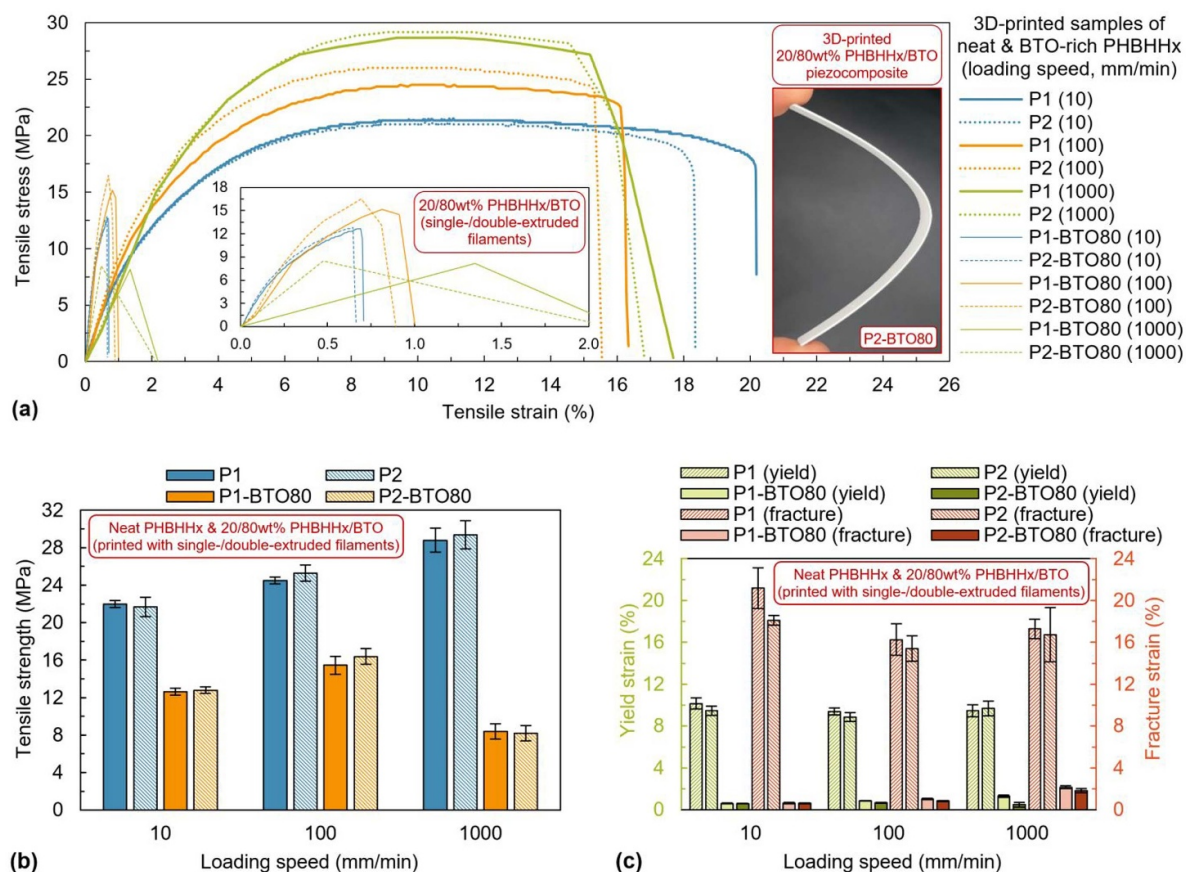 30
25
20
15
10
5
0
Tensile stress (MPa)
0
2
4
6
8
10
12
14
16
18
20
22
24
26
Tensile strain (%)
(a)
18
15
12
9
6
3
0
0.0
0.5
1.0
1.5
2.0
20/80wt% PHBHHx/BTO
(single-/double-extruded
filaments)
3D-printed
20/80wt% PHBHHx/BTO
piezocomposite
P2-BTO80
3D-printed samples of
neat & BTO-rich PHBHHx
(loading speed, mm/min)
P1 (10)
P2 (10)
P1 (100)
P2 (100)
P1 (1000)
P2 (1000)
P1-BTO80 (10)
P2-BTO80 (10)
P1-BTO80 (100)
P2-BTO80 (100)
P1-BTO80 (1000)
P2-BTO80 (1000)
P1
P2
P1-BTO80
P2-BTO80
Neat PHBHHx & 20/80wt% PHBHHx/BTO
(printed with single-/double-extruded filaments)
32
28
24
20
16
12
8
4
0
Tensile strength (MPa)
10
100
1000
Loading speed (mm/min)
(b)
P1 (yield)
P2 (yield)
P1-BTO80 (yield)
P2-BTO80 (yield)
P1 (fracture)
P2 (fracture)
P1-BTO80 (fracture)
P2-BTO80 (fracture)
Neat PHBHHx & 20/80wt% PHBHHx/BTO
(printed with single-/double-extruded filaments)
24
20
16
12
8
4
0
Yield strain (%)
24
20
16
12
8
4
0
Fracture strain (%)
10
100
1000
Loading speed (mm/min)
(c)